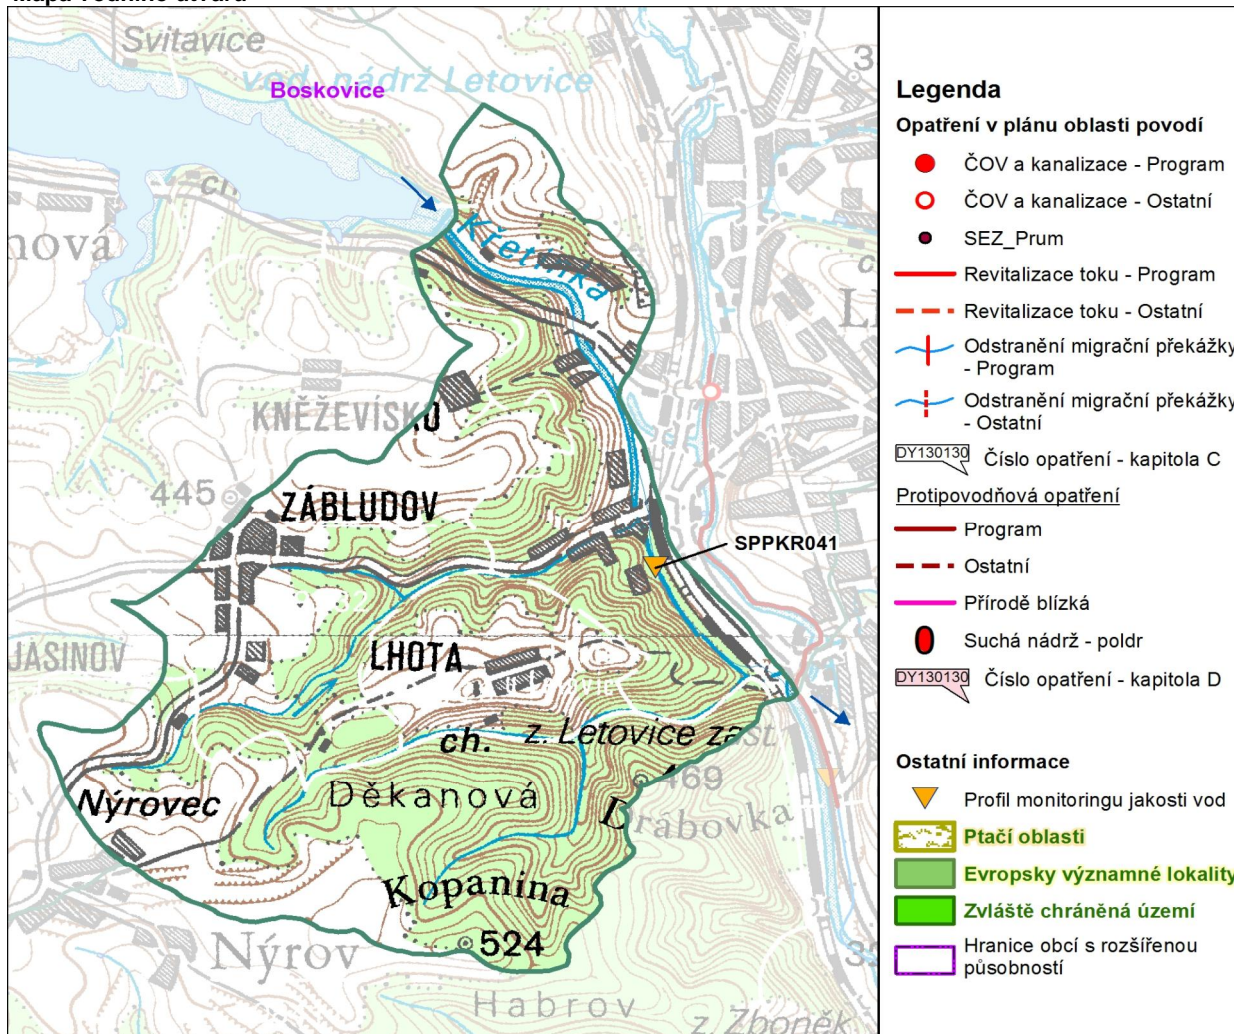 Svitavice
vod. nádrž Letovice
Boskovice
3
nová
Křetínka
KNĚŽEVÍSKO
445
ZÁBLUDOV
SPPKR041
JASINOV
LHOTA
ch.
z. Letovice zast
Nýrovec
Děkanová
469
Drábovka
Kopanina
524
Nýrov
Habrov
z. Zboněk
Legenda
Opatření v plánu oblasti povodí
ČOV a kanalizace - Program
ČOV a kanalizace - Ostatní
SEZ_Prum
Revitalizace toku - Program
Revitalizace toku - Ostatní
Odstranění migrační překážky
- Program
Odstranění migrační překážky
- Ostatní
DY130130 Číslo opatření - kapitola C
Protipovodňová opatření
Program
Ostatní
Přírodě blízká
Suchá nádrž - poldr
DY130130 Číslo opatření - kapitola D
Ostatní informace
Profil monitoringu jakosti vod
Ptačí oblasti
Evropsky významné lokality
Zvláště chráněná území
Hranice obcí s rozšířenou
působností